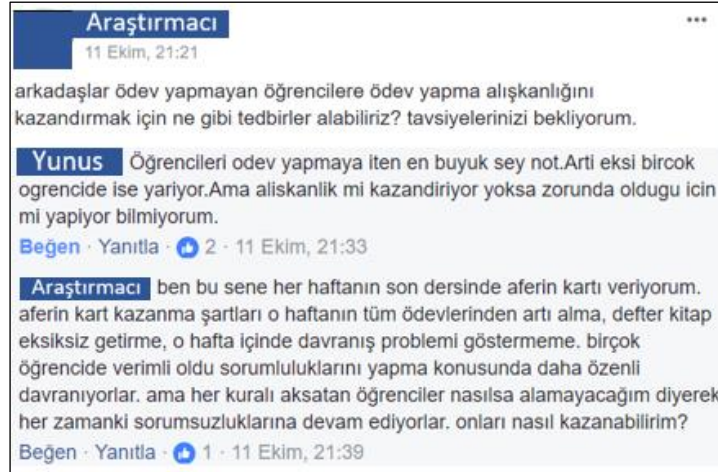 Araştırmacı
11 Ekim, 21:21
arkadaşlar ödev yapmayan öğrencilere ödev yapma alışkanlığını
kazandırmak için ne gibi tedbirler alabiliriz? tavsiyelerinizi bekliyorum.
Yunus Öğrencileri odev yapmaya iten en buyuk sey not.Arti eksi bircok
ogrencide ise yariyor.Ama aliskanlik mi kazandiriyor yoksa zorunda oldugu icin
mi yapiyor bilmiyorum.
Beğen · Yanıtla · 2 · 11 Ekim, 21:33
Araştırmacı ben bu sene her haftanın son dersinde aferin kartı veriyorum.
aferin kart kazanma şartları o haftanın tüm ödevlerinden artı alma, defter kitap
eksiksiz getirme, o hafta içinde davranış problemi göstermeme. birçok
öğrencide verimli oldu sorumluluklarını yapma konusunda daha özenli
davranıyorlar. ama her kuralı aksatan öğrenciler nasılsa alamayacağım diyerek
her zamanki sorumsuzluklarına devam ediyorlar. onları nasıl kazanabilirim?
Beğen · Yanıtla · 1 · 11 Ekim, 21:39